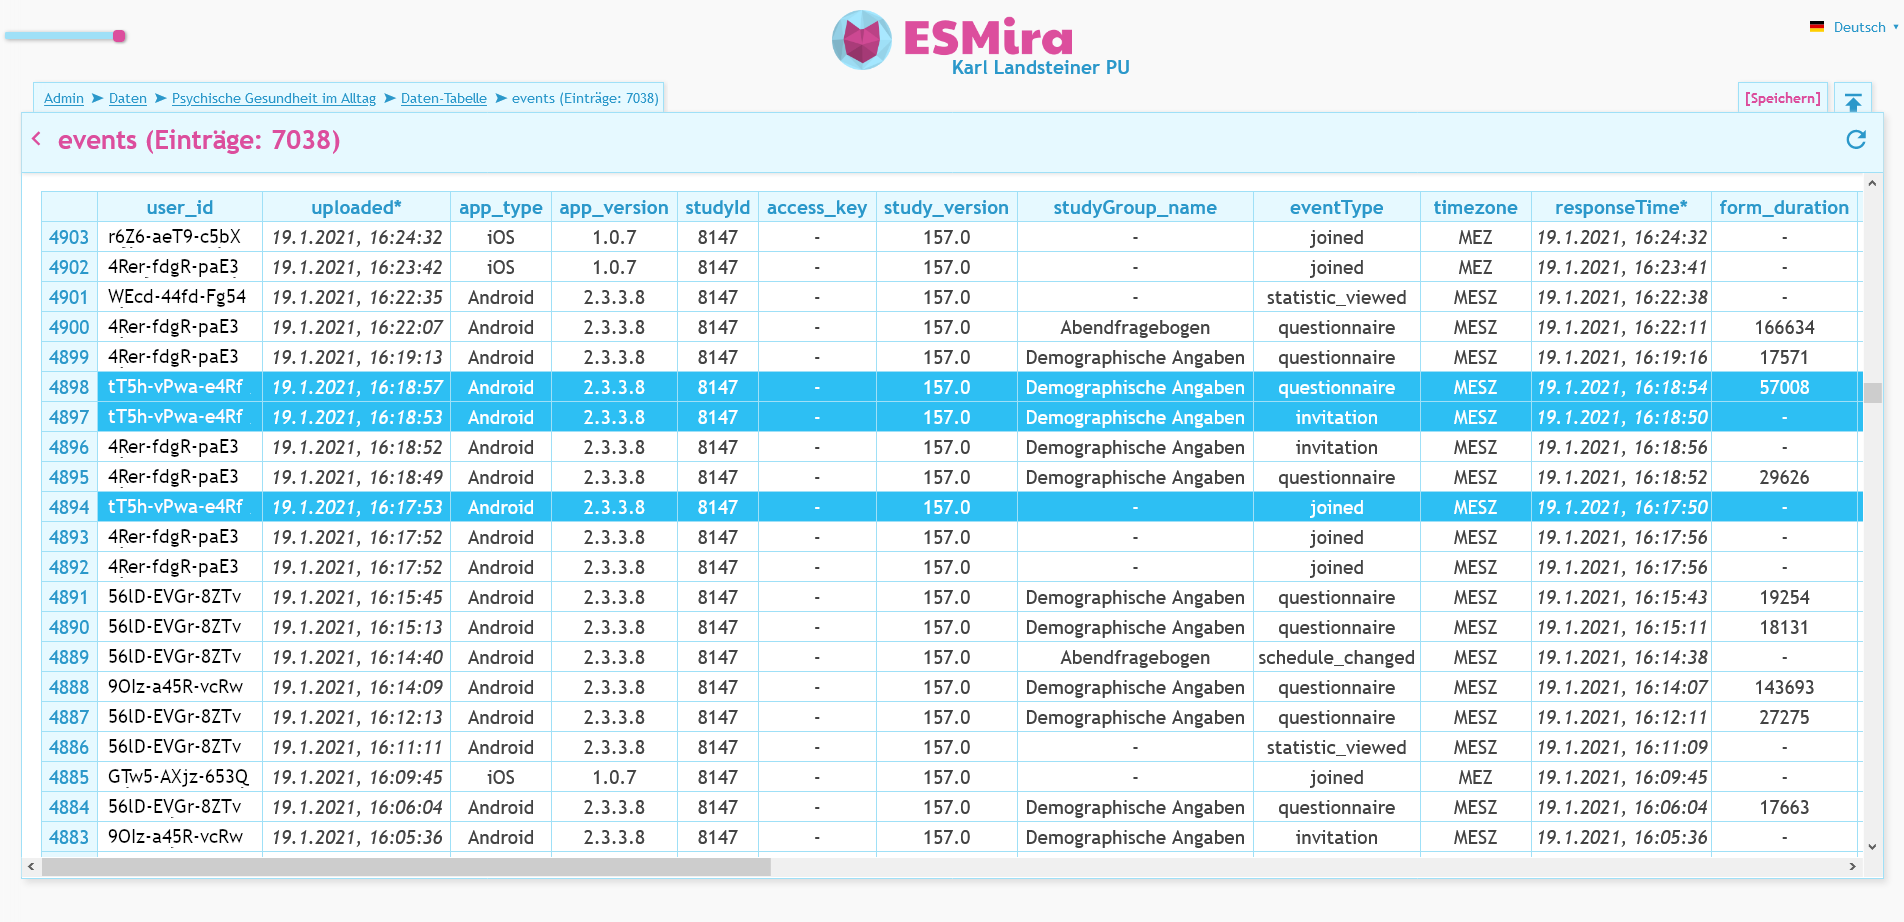 ESMira
Karl Landsteiner PU
Deutsch
Admin ➤ Daten ➤ Psychische Gesundheit im Alltag ➤ Daten-Tabelle ➤ events (Einträge: 7038)
[Speichern]
events (Einträge: 7038)
user_id uploaded* app_type app_version studyId access_key study_version studyGroup_name eventType timezone responseTime* form_duration
4903 r6Z6-aeT9-c5bX 19.1.2021, 16:24:32 iOS 1.0.7 8147 - 157.0 - joined MEZ 19.1.2021, 16:24:32 -
4902 4Rer-fdgR-paE3 19.1.2021, 16:23:42 iOS 1.0.7 8147 - 157.0 - joined MEZ 19.1.2021, 16:23:41 -
4901 WEcd-44fd-Fg54 19.1.2021, 16:22:35 Android 2.3.3.8 8147 - 157.0 - statistic_viewed MESZ 19.1.2021, 16:22:38 -
4900 4Rer-fdgR-paE3 19.1.2021, 16:22:07 Android 2.3.3.8 8147 - 157.0 Abendfragebogen questionnaire MESZ 19.1.2021, 16:22:11 166634
4899 4Rer-fdgR-paE3 19.1.2021, 16:19:13 Android 2.3.3.8 8147 - 157.0 Demographische Angaben questionnaire MESZ 19.1.2021, 16:19:16 17571
4898 tT5h-vPwa-e4Rf 19.1.2021, 16:18:57 Android 2.3.3.8 8147 - 157.0 Demographische Angaben questionnaire MESZ 19.1.2021, 16:18:54 57008
4897 tT5h-vPwa-e4Rf 19.1.2021, 16:18:53 Android 2.3.3.8 8147 - 157.0 Demographische Angaben invitation MESZ 19.1.2021, 16:18:50 -
4896 4Rer-fdgR-paE3 19.1.2021, 16:18:52 Android 2.3.3.8 8147 - 157.0 Demographische Angaben invitation MESZ 19.1.2021, 16:18:56 -
4895 4Rer-fdgR-paE3 19.1.2021, 16:18:49 Android 2.3.3.8 8147 - 157.0 Demographische Angaben questionnaire MESZ 19.1.2021, 16:18:52 29626
4894 tT5h-vPwa-e4Rf 19.1.2021, 16:17:53 Android 2.3.3.8 8147 - 157.0 - joined MESZ 19.1.2021, 16:17:50 -
4893 4Rer-fdgR-paE3 19.1.2021, 16:17:52 Android 2.3.3.8 8147 - 157.0 - joined MESZ 19.1.2021, 16:17:56 -
4892 4Rer-fdgR-paE3 19.1.2021, 16:17:52 Android 2.3.3.8 8147 - 157.0 - joined MESZ 19.1.2021, 16:17:56 -
4891 56lD-EVGr-8ZTv 19.1.2021, 16:15:45 Android 2.3.3.8 8147 - 157.0 Demographische Angaben questionnaire MESZ 19.1.2021, 16:15:43 19254
4890 56lD-EVGr-8ZTv 19.1.2021, 16:15:13 Android 2.3.3.8 8147 - 157.0 Demographische Angaben questionnaire MESZ 19.1.2021, 16:15:11 18131
4889 56lD-EVGr-8ZTv 19.1.2021, 16:14:40 Android 2.3.3.8 8147 - 157.0 Abendfragebogen schedule_changed MESZ 19.1.2021, 16:14:38 -
4888 9OIz-a45R-vcRw 19.1.2021, 16:14:09 Android 2.3.3.8 8147 - 157.0 Demographische Angaben questionnaire MESZ 19.1.2021, 16:14:07 143693
4887 56lD-EVGr-8ZTv 19.1.2021, 16:12:13 Android 2.3.3.8 8147 - 157.0 Demographische Angaben questionnaire MESZ 19.1.2021, 16:12:11 27275
4886 56lD-EVGr-8ZTv 19.1.2021, 16:11:11 Android 2.3.3.8 8147 - 157.0 - statistic_viewed MESZ 19.1.2021, 16:11:09 -
4885 GTw5-AXjz-653Q 19.1.2021, 16:09:45 iOS 1.0.7 8147 - 157.0 - joined MEZ 19.1.2021, 16:09:45 -
4884 56lD-EVGr-8ZTv 19.1.2021, 16:06:04 Android 2.3.3.8 8147 - 157.0 Demographische Angaben questionnaire MESZ 19.1.2021, 16:06:04 17663
4883 9OIz-a45R-vcRw 19.1.2021, 16:05:36 Android 2.3.3.8 8147 - 157.0 Demographische Angaben invitation MESZ 19.1.2021, 16:05:36 -